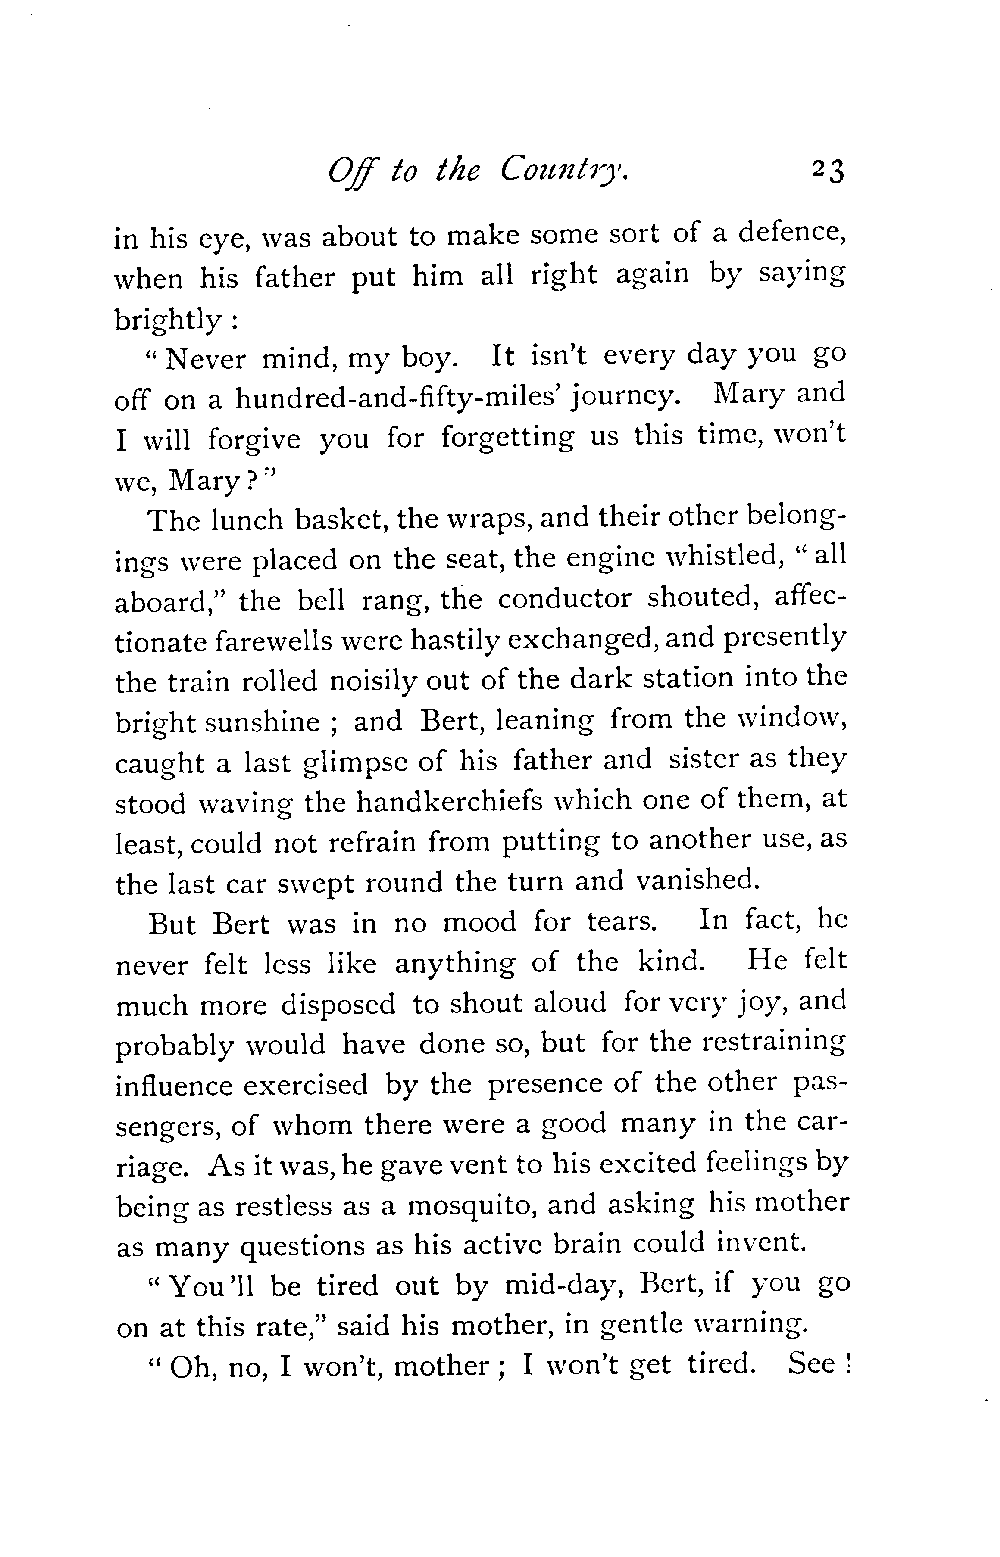 Off to the Country. 23
in his eye, was about to make some sort of a defence,
when his father put him all right again by saying
brightly :
“ Never mind, my boy. It isn't every day you go
off on a hundred-and-fifty-miles' journey. Mary and
I will forgive you for forgetting us this time, won't
we, Mary ? ”
The lunch basket, the wraps, and their other belong-
ings were placed on the seat, the engine whistled, “ all
aboard,” the bell rang, the conductor shouted, affec-
tionate farewells were hastily exchanged, and presently
the train rolled noisily out of the dark station into the
bright sunshine ; and Bert, leaning from the window,
caught a last glimpse of his father and sister as they
stood waving the handkerchiefs which one of them, at
least, could not refrain from putting to another use, as
the last car swept round the turn and vanished.
But Bert was in no mood for tears. In fact, he
never felt less like anything of the kind. He felt
much more disposed to shout aloud for very joy, and
probably would have done so, but for the restraining
influence exercised by the presence of the other pas-
sengers, of whom there were a good many in the car-
riage. As it was, he gave vent to his excited feelings by
being as restless as a mosquito, and asking his mother
as many questions as his active brain could invent.
“ You 'll be tired out by mid-day, Bert, if you go
on at this rate,” said his mother, in gentle warning.
“ Oh, no, I won't, mother ; I won't get tired. See !